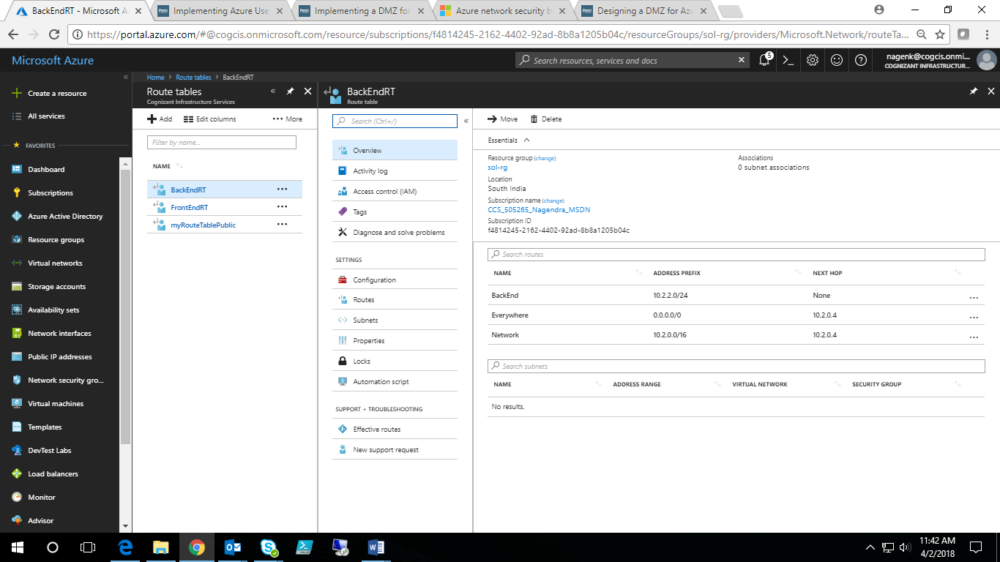 BackEndRT - Microsoft A
Implementing Azure Use
Implementing a DMZ for
Azure network security b
Designing a DMZ for Azu
https://portal.azure.com/#@cogcis.onmicrosoft.com/resource/subscriptions/f4814245-2162-4402-92ad-8b8a1205b04c/resourceGroups/sol-rg/providers/Microsoft.Network/routeTa...
Microsoft Azure
Search resources, services and docs
5
nagenk@cogcis.onmi...
COGNIZANT INFRASTRUCTUR...
Home > Route tables > BackEndRT
Create a resource
All services
FAVORITES
Dashboard
Subscriptions
Azure Active Directory
Resource groups
Virtual networks
Storage accounts
Availability sets
Network interfaces
Public IP addresses
Network security gro...
Virtual machines
Templates
DevTest Labs
Load balancers
Monitor
Advisor
Route tables
Cognizant Infrastructure Services
Add
Edit columns
More
Filter by name...
NAME
BackEndRT
FrontEndRT
myRouteTablePublic
BackEndRT
Route table
Search (Ctrl+/)
Overview
Activity log
Access control (IAM)
Tags
Diagnose and solve problems
SETTINGS
Configuration
Routes
Subnets
Properties
Locks
Automation script
SUPPORT + TROUBLESHOOTING
Effective routes
New support request
Move
Delete
Essentials
Resource group (change)
sol-rg
Location
South India
Subscription name (change)
CCS_505265_Nagendra_MSDN
Subscription ID
f4814245-2162-4402-92ad-8b8a1205b04c
Associations
0 subnet associations
Search routes
NAME ADDRESS PREFIX NEXT HOP
BackEnd 10.2.2.0/24 None
Everywhere 0.0.0.0/0 10.2.0.4
Network 10.2.0.0/16 10.2.0.4
Search subnets
NAME ADDRESS RANGE VIRTUAL NETWORK SECURITY GROUP
No results.
11:42 AM
4/2/2018